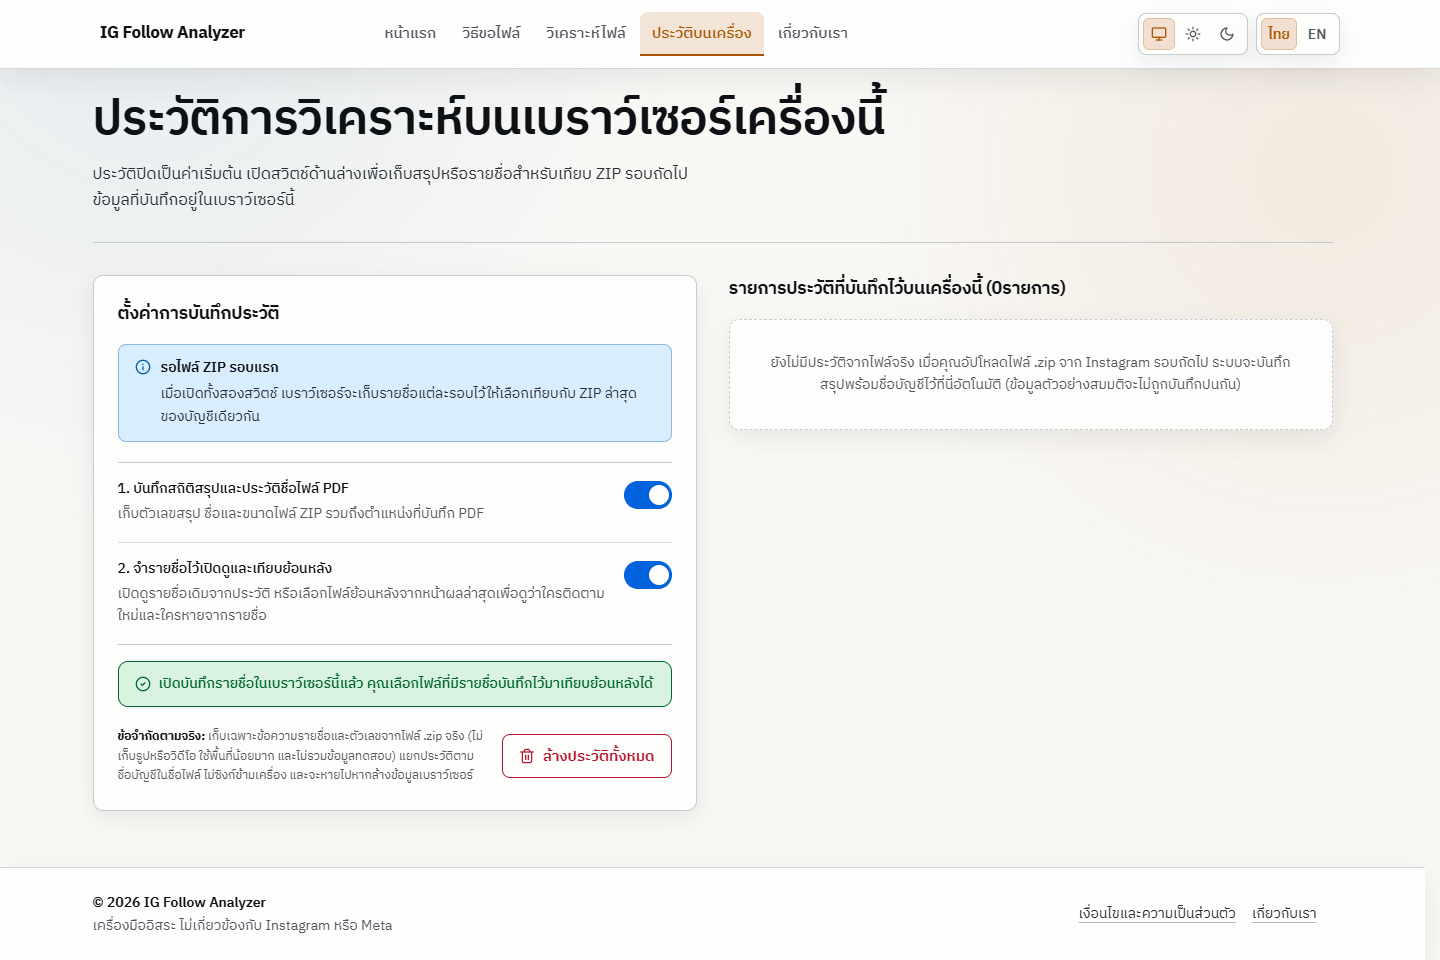 IG Follow Analyzer
หน้าแรก
วิธีขอไฟล์
วิเคราะห์ไฟล์
ประวัติบนเครื่อง
เกี่ยวกับเรา
ไทย
EN
ประวัติการวิเคราะห์บนเบราว์เซอร์เครื่องนี้
ประวัติปิดเป็นค่าเริ่มต้น เปิดสวิตช์ด้านล่างเพื่อเก็บสรุปหรือรายชื่อสำหรับเทียบ ZIP รอบถัดไป
ข้อมูลที่บันทึกอยู่ในเบราว์เซอร์นี้
ตั้งค่าการบันทึกประวัติ
รอไฟล์ ZIP รอบแรก
เมื่อเปิดทั้งสองสวิตช์ เบราว์เซอร์จะเก็บรายชื่อแต่ละรอบไว้ให้เลือกเทียบกับ ZIP ล่าสุด
ของบัญชีเดียวกัน
1. บันทึกสถิติสรุปและประวัติชื่อไฟล์ PDF
เก็บตัวเลขสรุป ชื่อและขนาดไฟล์ ZIP รวมถึงตำแหน่งที่บันทึก PDF
2. จำรายชื่อไว้เปิดดูและเทียบย้อนหลัง
เปิดดูรายชื่อเดิมจากประวัติ หรือเลือกไฟล์ย้อนหลังจากหน้าผลล่าสุดเพื่อดูว่าใครติดตาม
ใหม่และใครหายจากรายชื่อ
เปิดบันทึกรายชื่อในเบราว์เซอร์นี้แล้ว คุณเลือกไฟล์ที่มีรายชื่อบันทึกไว้มาเทียบย้อนหลังได้
ข้อจำกัดตามจริง: เก็บเฉพาะข้อความรายชื่อและตัวเลขจากไฟล์ .zip จริง (ไม่
เก็บรูปหรือวิดีโอ ใช้พื้นที่น้อยมาก และไม่รวมข้อมูลทดสอบ) แยกประวัติตาม
ชื่อบัญชีในชื่อไฟล์ ไม่ซิงก์ข้ามเครื่อง และจะหายไปหากล้างข้อมูลเบราว์เซอร์
ล้างประวัติทั้งหมด
รายการประวัติที่บันทึกไว้บนเครื่องนี้ (0รายการ)
ยังไม่มีประวัติจากไฟล์จริง เมื่อคุณอัปโหลดไฟล์ .zip จาก Instagram รอบถัดไป ระบบจะบันทึก
สรุปพร้อมชื่อบัญชีไว้ที่นี่อัตโนมัติ (ข้อมูลตัวอย่างสมมติจะไม่ถูกบันทึกปนกัน)
© 2026 IG Follow Analyzer
เครื่องมืออิสระ ไม่เกี่ยวข้องกับ Instagram หรือ Meta
เงื่อนไขและความเป็นส่วนตัว
เกี่ยวกับเรา